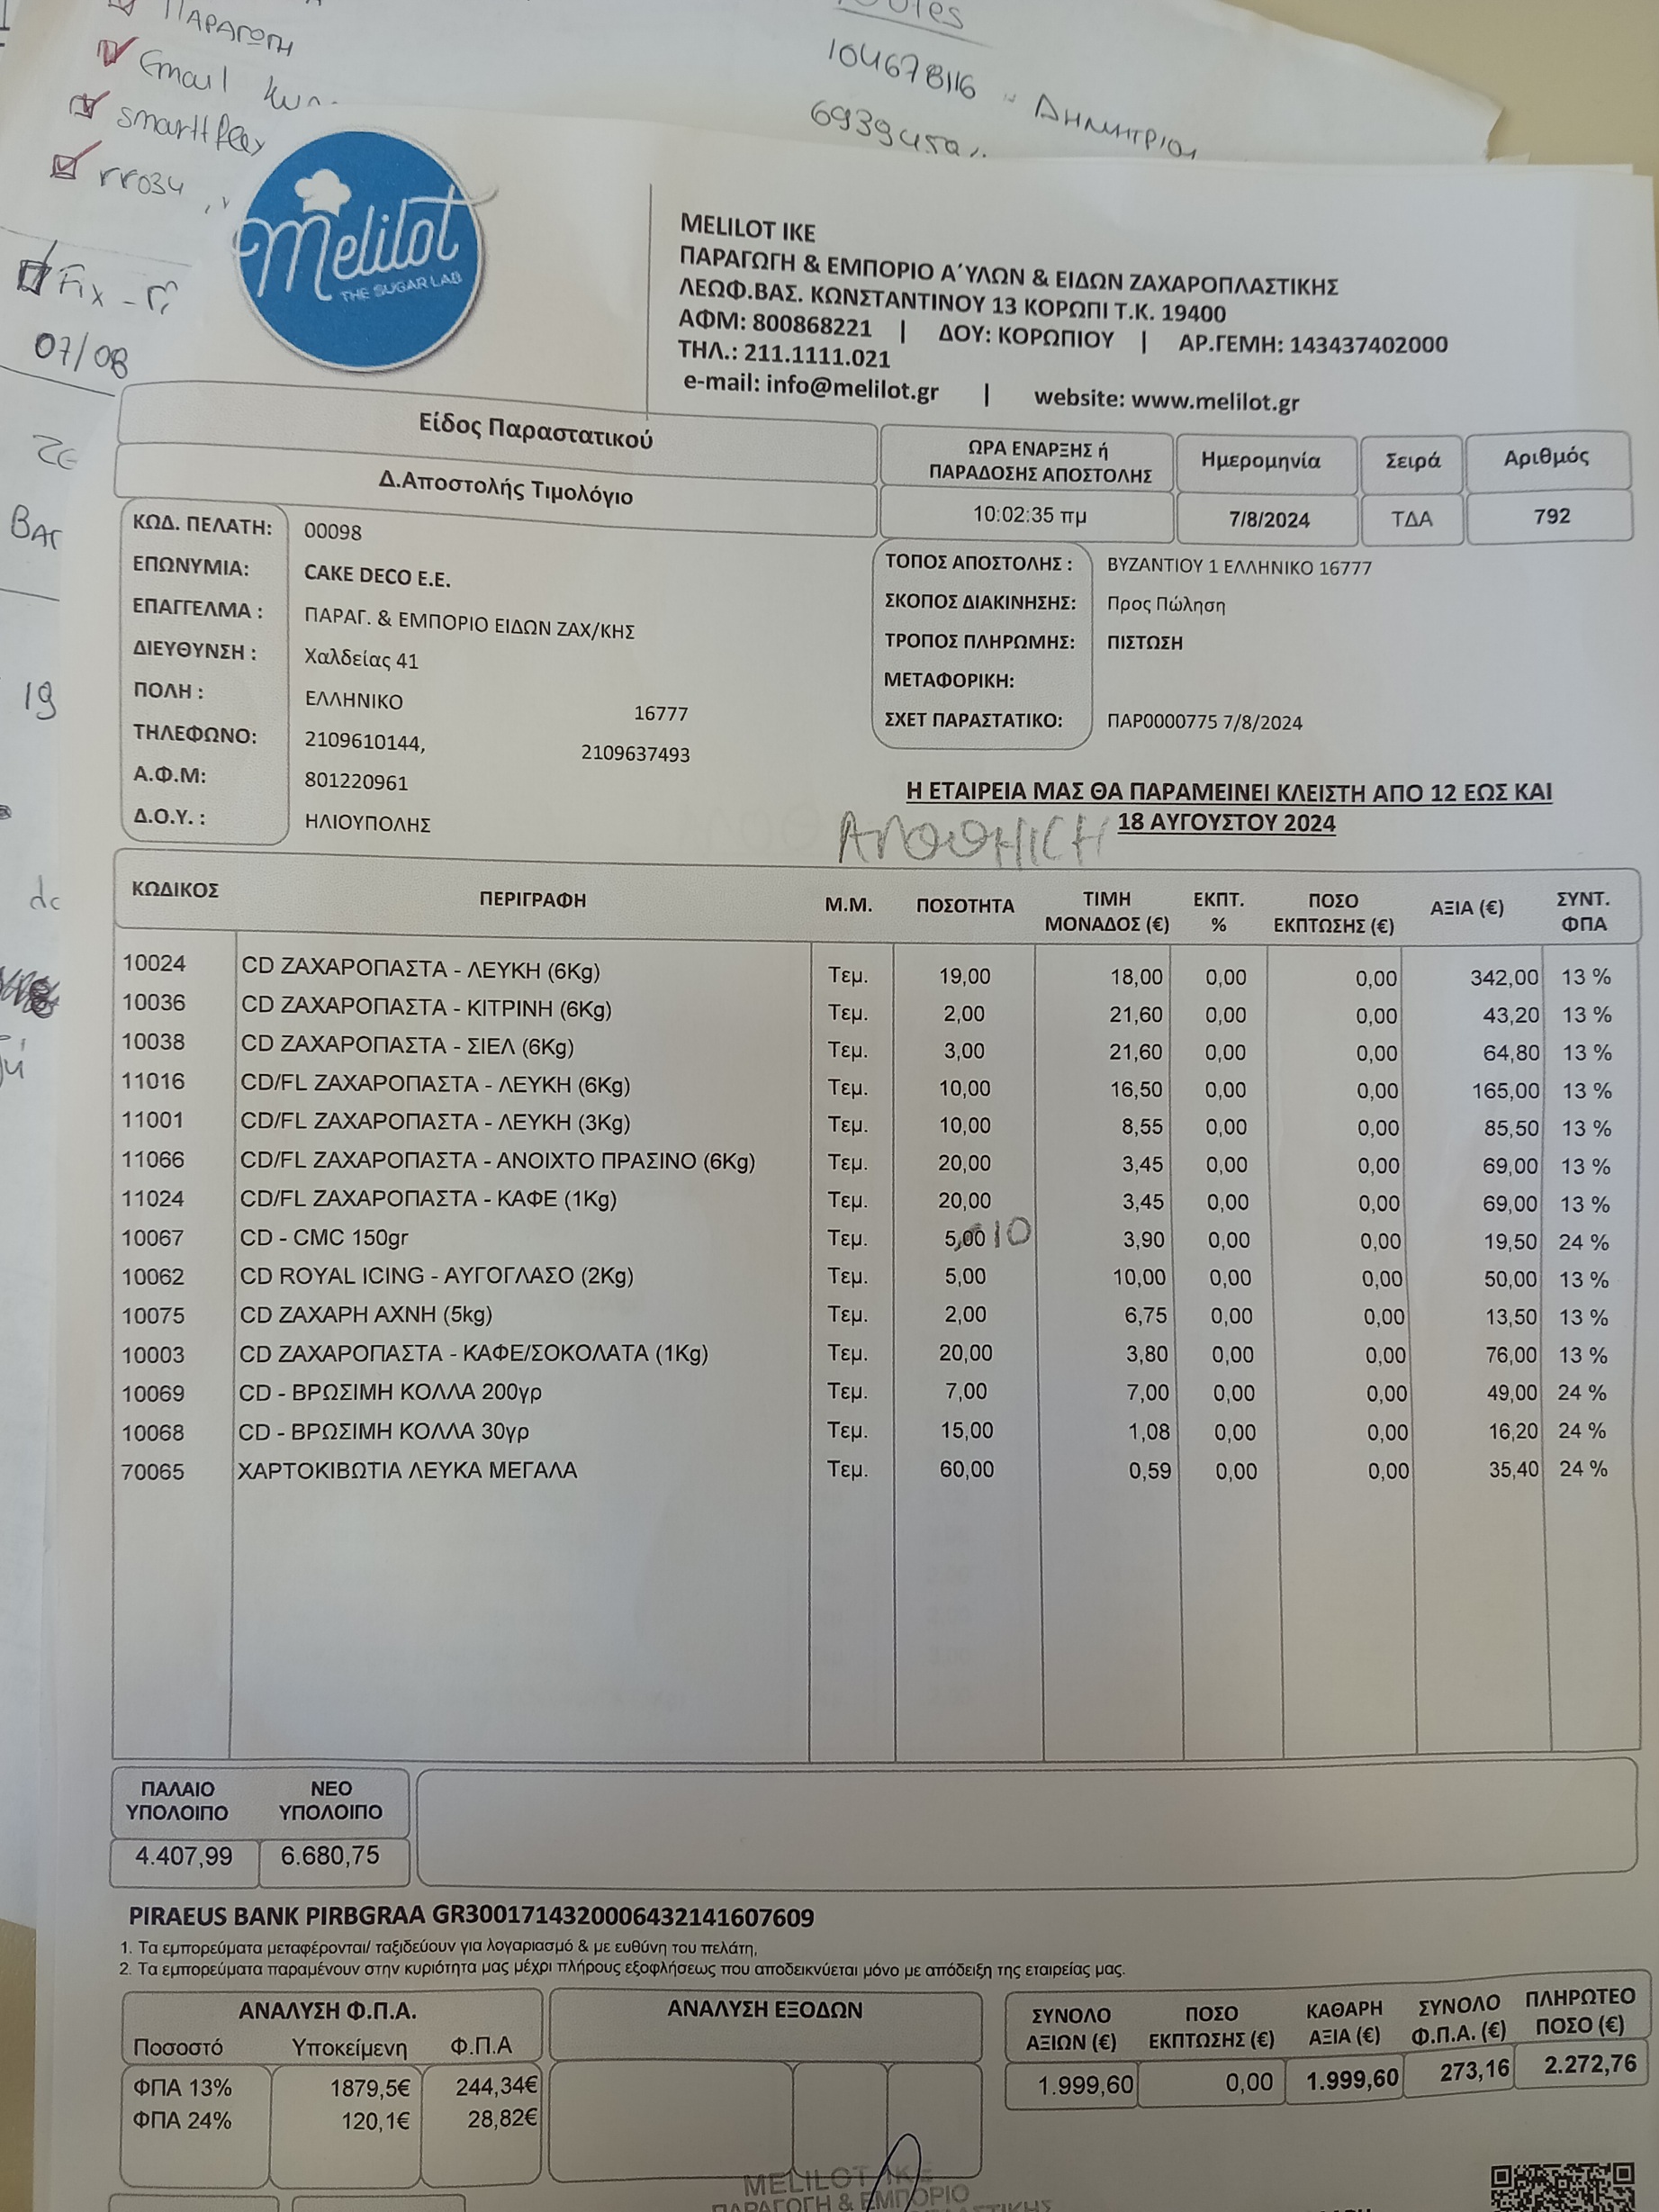 ΠΑΡΑΓΩΓΗ
Email
smartflex
rr034
Fix -
07/08
ΖΕ
ΒΑΓ
19
dc
104678116 ΔΗΜΗΤΡΙΟΣ
Melilot
THE SUGAR LAB
MELILOT IKE
ΠΑΡΑΓΩΓΗ & ΕΜΠΟΡΙΟ Α΄ΥΛΩΝ & ΕΙΔΩΝ ΖΑΧΑΡΟΠΛΑΣΤΙΚΗΣ
ΛΕΩΦ.ΒΑΣ. ΚΩΝΣΤΑΝΤΙΝΟΥ 13 ΚΟΡΩΠΙ Τ.Κ. 19400
ΑΦΜ: 800868221 | ΔΟΥ: ΚΟΡΩΠΙΟΥ | ΑΡ.ΓΕΜΗ: 143437402000
ΤΗΛ.: 211.1111.021
e-mail: info@melilot.gr | website: www.melilot.gr
Είδος Παραστατικού ΩΡΑ ΕΝΑΡΞΗΣ ή ΠΑΡΑΔΟΣΗΣ ΑΠΟΣΤΟΛΗΣ Ημερομηνία Σειρά Αριθμός
Δ.Αποστολής Τιμολόγιο 10:02:35 πμ 7/8/2024 ΤΔΑ 792
ΚΩΔ. ΠΕΛΑΤΗ: 00098
ΕΠΩΝΥΜΙΑ: CAKE DECO E.E.
ΕΠΑΓΓΕΛΜΑ : ΠΑΡΑΓ. & ΕΜΠΟΡΙΟ ΕΙΔΩΝ ΖΑΧ/ΚΗΣ
ΔΙΕΥΘΥΝΣΗ : Χαλδείας 41
ΠΟΛΗ : ΕΛΛΗΝΙΚΟ 16777
ΤΗΛΕΦΩΝΟ: 2109610144, 2109637493
Α.Φ.Μ: 801220961
Δ.Ο.Υ. : ΗΛΙΟΥΠΟΛΗΣ
ΤΟΠΟΣ ΑΠΟΣΤΟΛΗΣ : ΒΥΖΑΝΤΙΟΥ 1 ΕΛΛΗΝΙΚΟ 16777
ΣΚΟΠΟΣ ΔΙΑΚΙΝΗΣΗΣ: Προς Πώληση
ΤΡΟΠΟΣ ΠΛΗΡΩΜΗΣ: ΠΙΣΤΩΣΗ
ΜΕΤΑΦΟΡΙΚΗ:
ΣΧΕΤ ΠΑΡΑΣΤΑΤΙΚΟ: ΠΑΡ0000775 7/8/2024
Η ΕΤΑΙΡΕΙΑ ΜΑΣ ΘΑ ΠΑΡΑΜΕΙΝΕΙ ΚΛΕΙΣΤΗ ΑΠΟ 12 ΕΩΣ ΚΑΙ
18 ΑΥΓΟΥΣΤΟΥ 2024
ΚΩΔΙΚΟΣ ΠΕΡΙΓΡΑΦΗ Μ.Μ. ΠΟΣΟΤΗΤΑ ΤΙΜΗ ΜΟΝΑΔΟΣ (€) ΕΚΠΤ. % ΠΟΣΟ ΕΚΠΤΩΣΗΣ (€) ΑΞΙΑ (€) ΣΥΝΤ. ΦΠΑ
10024 CD ΖΑΧΑΡΟΠΑΣΤΑ - ΛΕΥΚΗ (6Kg) Τεμ. 19,00 18,00 0,00 0,00 342,00 13 %
10036 CD ΖΑΧΑΡΟΠΑΣΤΑ - ΚΙΤΡΙΝΗ (6Kg) Τεμ. 2,00 21,60 0,00 0,00 43,20 13 %
10038 CD ΖΑΧΑΡΟΠΑΣΤΑ - ΣΙΕΛ (6Kg) Τεμ. 3,00 21,60 0,00 0,00 64,80 13 %
11016 CD/FL ΖΑΧΑΡΟΠΑΣΤΑ - ΛΕΥΚΗ (6Kg) Τεμ. 10,00 16,50 0,00 0,00 165,00 13 %
11001 CD/FL ΖΑΧΑΡΟΠΑΣΤΑ - ΛΕΥΚΗ (3Kg) Τεμ. 10,00 8,55 0,00 0,00 85,50 13 %
11066 CD/FL ΖΑΧΑΡΟΠΑΣΤΑ - ΑΝΟΙΧΤΟ ΠΡΑΣΙΝΟ (6Kg) Τεμ. 20,00 3,45 0,00 0,00 69,00 13 %
11024 CD/FL ΖΑΧΑΡΟΠΑΣΤΑ - ΚΑΦΕ (1Kg) Τεμ. 20,00 3,45 0,00 0,00 69,00 13 %
10067 CD - CMC 150gr Τεμ. 5,00 10 3,90 0,00 0,00 19,50 24 %
10062 CD ROYAL ICING - ΑΥΓΟΓΛΑΣΟ (2Kg) Τεμ. 5,00 10,00 0,00 0,00 50,00 13 %
10075 CD ΖΑΧΑΡΗ ΑΧΝΗ (5kg) Τεμ. 2,00 6,75 0,00 0,00 13,50 13 %
10003 CD ΖΑΧΑΡΟΠΑΣΤΑ - ΚΑΦΕ/ΣΟΚΟΛΑΤΑ (1Kg) Τεμ. 20,00 3,80 0,00 0,00 76,00 13 %
10069 CD - ΒΡΩΣΙΜΗ ΚΟΛΛΑ 200γρ Τεμ. 7,00 7,00 0,00 0,00 49,00 24 %
10068 CD - ΒΡΩΣΙΜΗ ΚΟΛΛΑ 30γρ Τεμ. 15,00 1,08 0,00 0,00 16,20 24 %
70065 ΧΑΡΤΟΚΙΒΩΤΙΑ ΛΕΥΚΑ ΜΕΓΑΛΑ Τεμ. 60,00 0,59 0,00 0,00 35,40 24 %
ΠΑΛΑΙΟ ΥΠΟΛΟΙΠΟ ΝΕΟ ΥΠΟΛΟΙΠΟ
4.407,99 6.680,75
PIRAEUS BANK PIRBGRAA GR3001714320006432141607609
1. Τα εμπορεύματα μεταφέρονται/ ταξιδεύουν για λογαριασμό & με ευθύνη του πελάτη,
2. Τα εμπορεύματα παραμένουν στην κυριότητα μας μέχρι πλήρους εξοφλήσεως που αποδεικνύεται μόνο με απόδειξη της εταιρείας μας.
ΑΝΑΛΥΣΗ Φ.Π.Α.
Ποσοστό Υποκείμενη Φ.Π.Α
ΦΠΑ 13% 1879,5€ 244,34€
ΦΠΑ 24% 120,1€ 28,82€
ΑΝΑΛΥΣΗ ΕΞΟΔΩΝ
ΣΥΝΟΛΟ ΑΞΙΩΝ (€) ΠΟΣΟ ΕΚΠΤΩΣΗΣ (€) ΚΑΘΑΡΗ ΑΞΙΑ (€) ΣΥΝΟΛΟ Φ.Π.Α. (€) ΠΛΗΡΩΤΕΟ ΠΟΣΟ (€)
1.999,60 0,00 1.999,60 273,16 2.272,76
MELILOT IKE
ΠΑΡΑΓΩΓΗ & ΕΜΠΟΡΙΟ